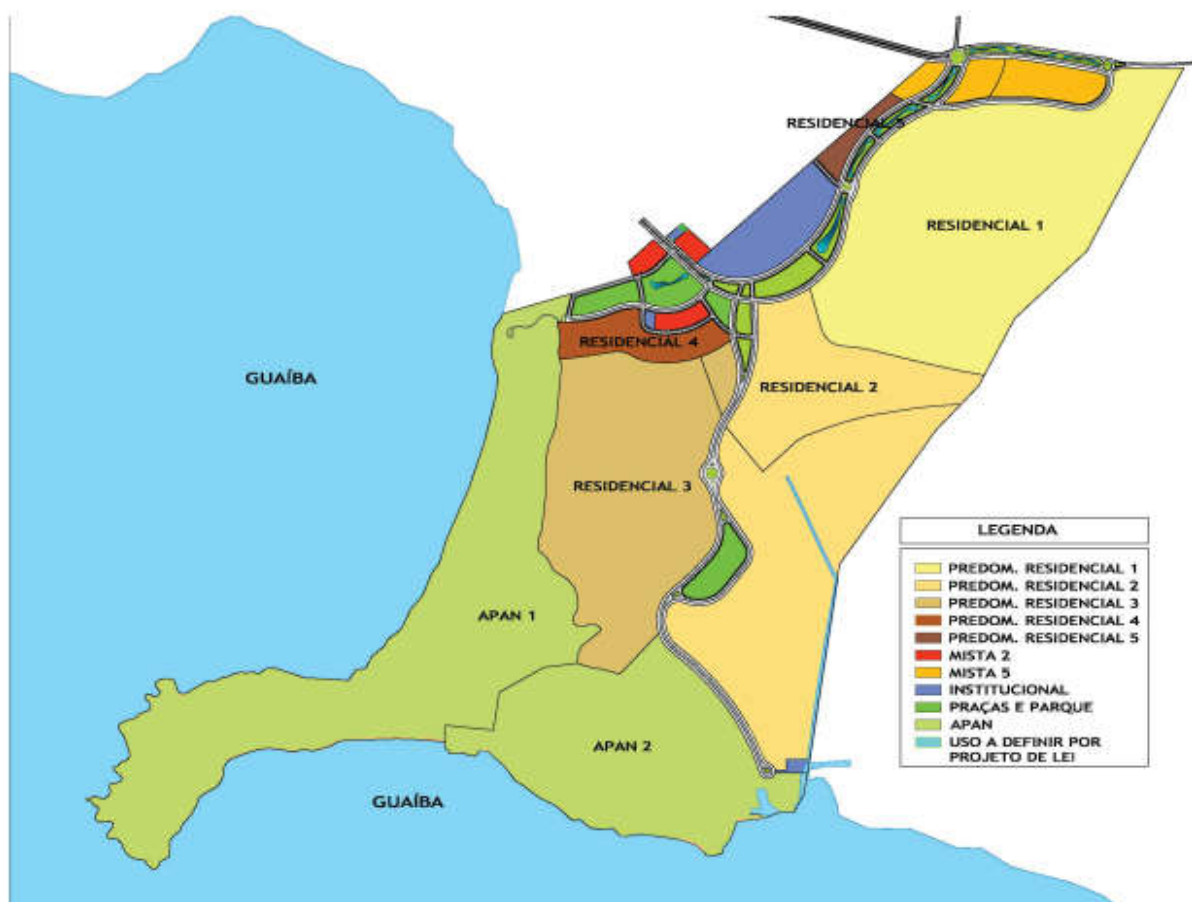 RESIDENCIAL 5
RESIDENCIAL 1
RESIDENCIAL 4
GUAÍBA
RESIDENCIAL 2
RESIDENCIAL 3
APAN 1
APAN 2
GUAÍBA
LEGENDA
PREDOM. RESIDENCIAL 1
PREDOM. RESIDENCIAL 2
PREDOM. RESIDENCIAL 3
PREDOM. RESIDENCIAL 4
PREDOM. RESIDENCIAL 5
MISTA 2
MISTA 5
INSTITUCIONAL
PRAÇAS E PARQUE
APAN
USO A DEFINIR POR
PROJETO DE LEI